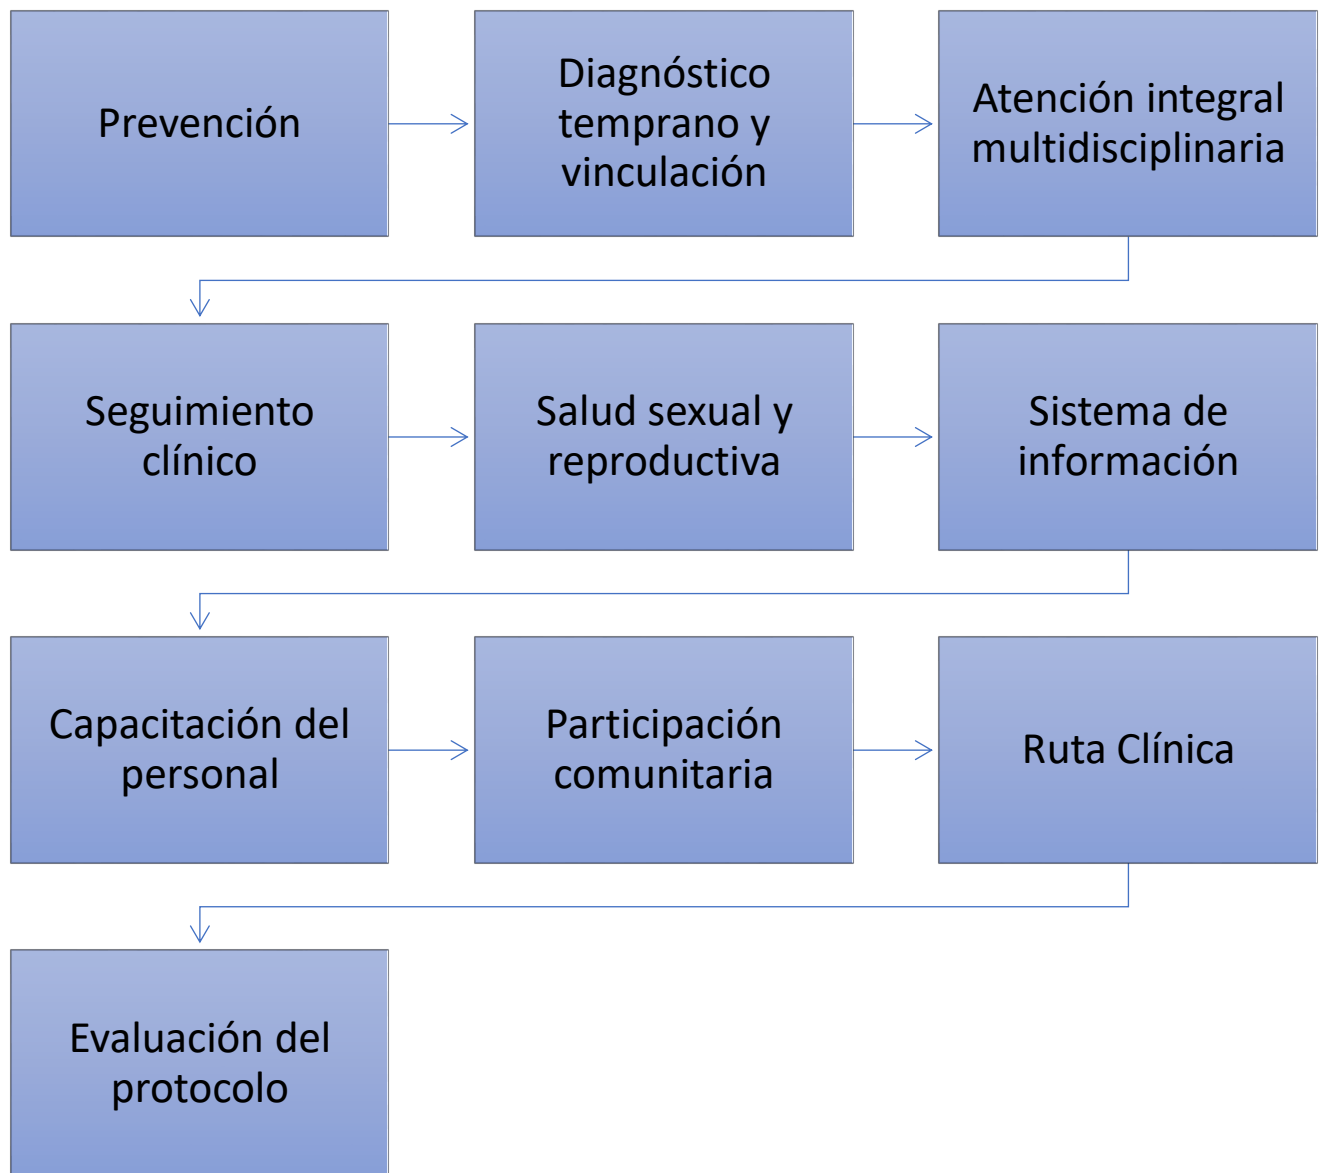 Prevención
Diagnóstico
temprano y
vinculación
Atención integral
multidisciplinaria
Seguimiento
clínico
Salud sexual y
reproductiva
Sistema de
información
Capacitación del
personal
Participación
comunitaria
Ruta Clínica
Evaluación del
protocolo